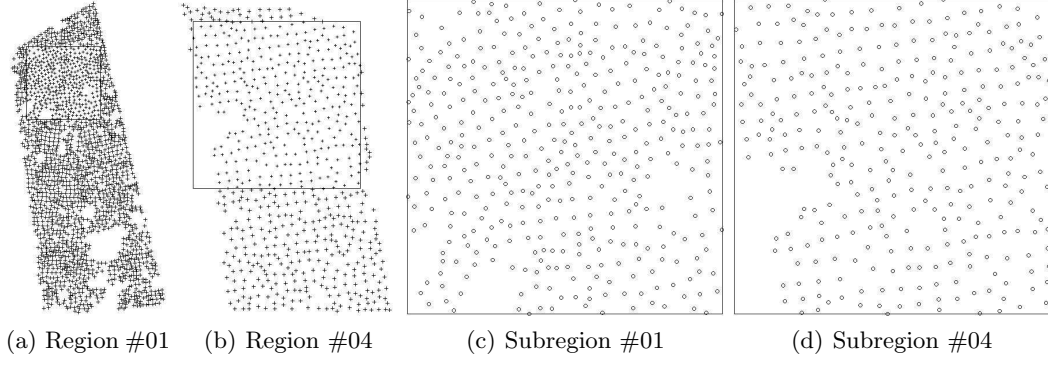 (a) Region #01
(b) Region #04
(c) Subregion #01
(d) Subregion #04